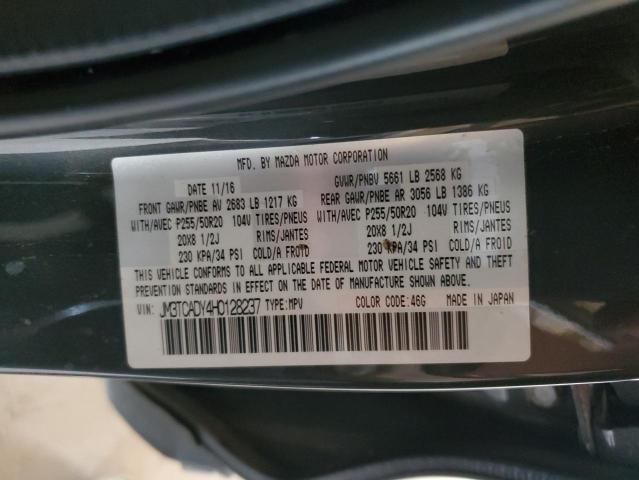 MFD. BY MAZDA MOTOR CORPORATION
DATE 11/16 GVWR/PNBV 5661 LB 2568 KG
FRONT GAWR/PNBE AV 2683 LB 1217 KG REAR GAWR/PNBE AR 3056 LB 1386 KG
WITH/AVEC P255/50R20 104V TIRES/PNEUS WITH/AVEC P255/50R20 104V TIRES/PNEUS
20X8 1/2J RIMS/JANTES 20X8 1/2J RIMS/JANTES
230 KPA/34 PSI COLD/A FROID 230 KPA/34 PSI COLD/A FROID
THIS VEHICLE CONFORMS TO ALL APPLICABLE FEDERAL MOTOR VEHICLE SAFETY AND THEFT
PREVENTION STANDARDS IN EFFECT ON THE DATE OF MANUFACTURE SHOWN ABOVE.
VIN: JM3TCADY4H0128237 TYPE:MPV COLOR CODE:46G MADE IN JAPAN